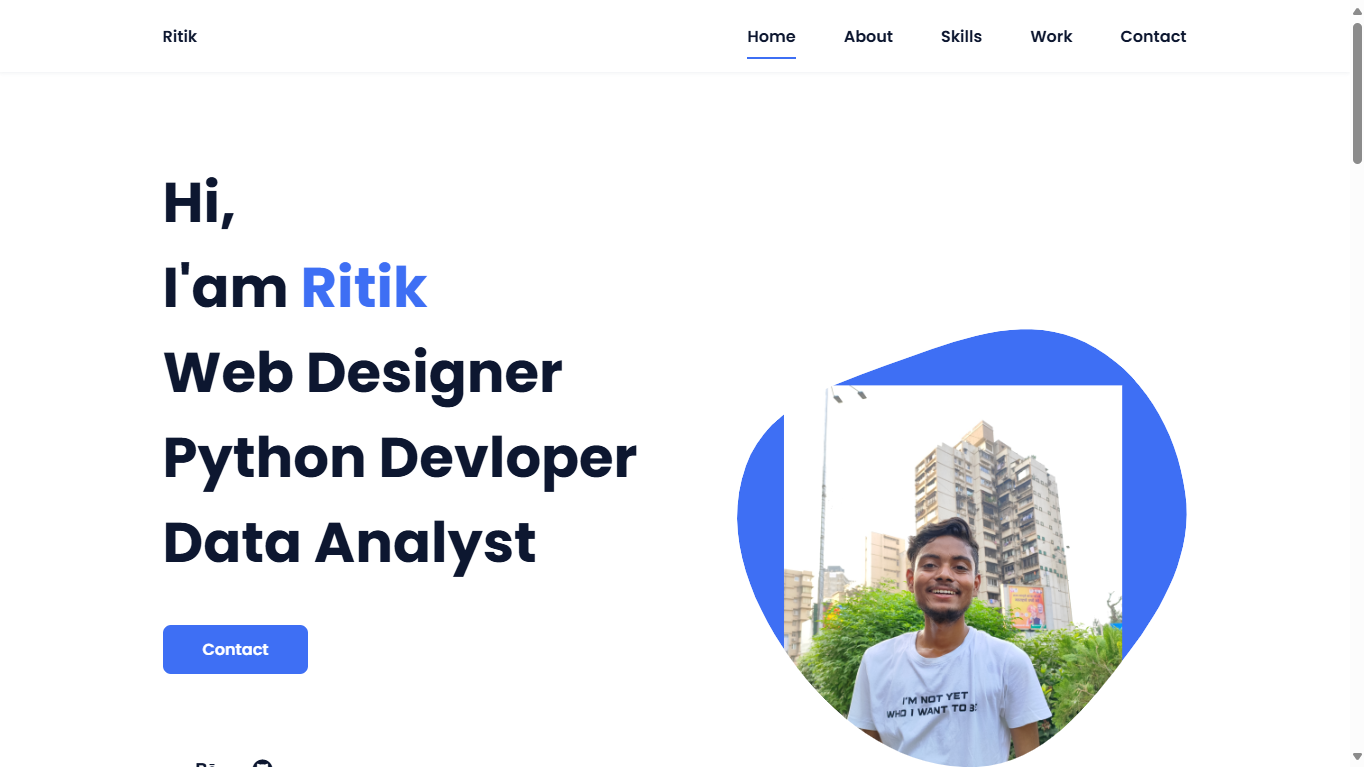 Ritik
Home About Skills Work Contact
Hi,
I'am Ritik
Web Designer
Python Devloper
Data Analyst
Contact
I'M NOT YET
WHO I WANT TO BE